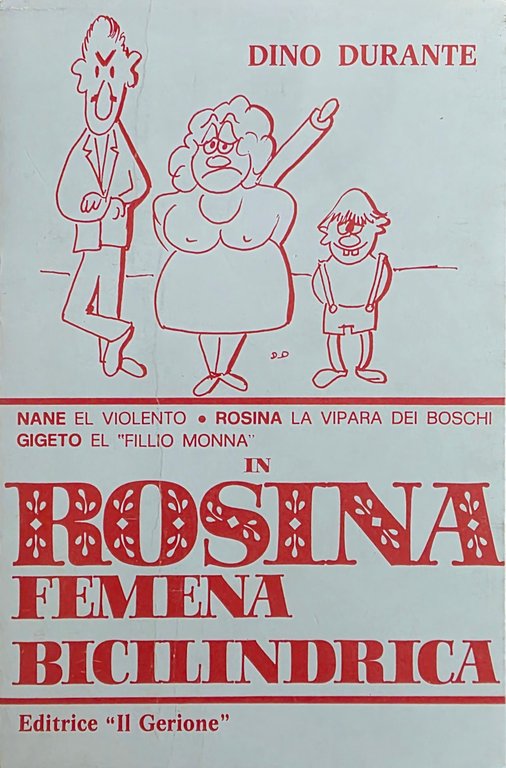 DINO DURANTE
D_D
NANE EL VIOLENTO • ROSINA LA VIPARA DEI BOSCHI
GIGETO EL "FILLIO MONNA"
IN
ROSINA
FEMENA
BICILINDRICA
Editrice "Il Gerione"